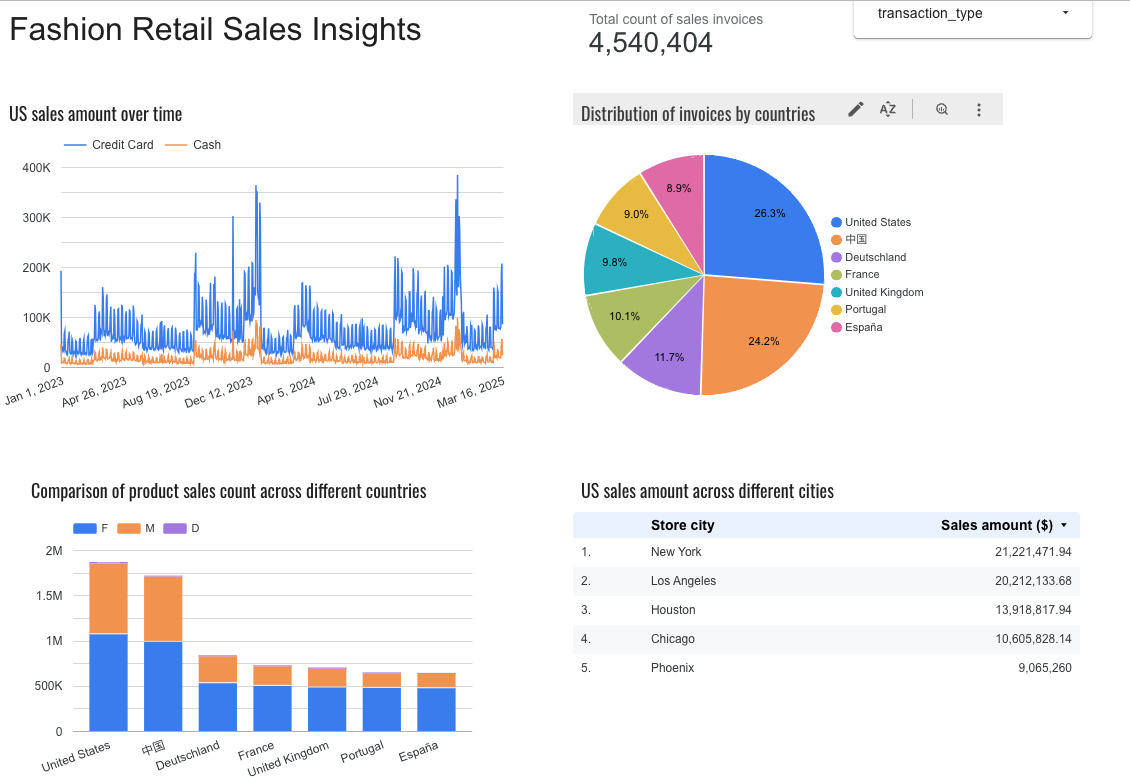 Fashion Retail Sales Insights
Total count of sales invoices
4,540,404
transaction_type
US sales amount over time
Credit Card Cash
400K
300K
200K
100K
0
Jan 1, 2023 Apr 26, 2023 Aug 19, 2023 Dec 12, 2023 Apr 5, 2024 Jul 29, 2024 Nov 21, 2024 Mar 16, 2025
Distribution of invoices by countries
AZ
26.3%
24.2%
11.7%
10.1%
9.8%
9.0%
8.9%
United States
中国
Deutschland
France
United Kingdom
Portugal
España
Comparison of product sales count across different countries
F M D
2M
1.5M
1M
500K
0
United States 中国 Deutschland France United Kingdom Portugal España
US sales amount across different cities
Store city Sales amount ($)
1. New York 21,221,471.94
2. Los Angeles 20,212,133.68
3. Houston 13,918,817.94
4. Chicago 10,605,828.14
5. Phoenix 9,065,260